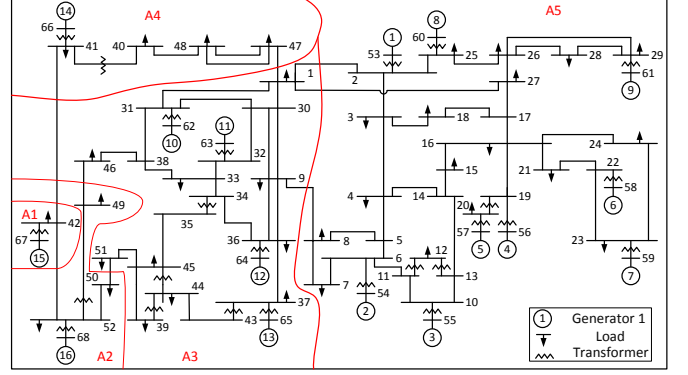 14 A4 8 A5
66 1 60
41 40 48 47 53 25 26 28 29
1 2 27 61
9
31 30
62 11 3 18 17
10 63
46 38 32 16 24
33 9 15 21 22
34 58
A1 49 4 14 19 6
42 35 20
67 36 8 5 57 56
15 51 64 6 12 5 4 23
45 12 11 13 59
50 44 7 54 7
37 2 10
39 43 65 55
52 13 3
68
16 A2 A3
1 Generator 1
Load
Transformer